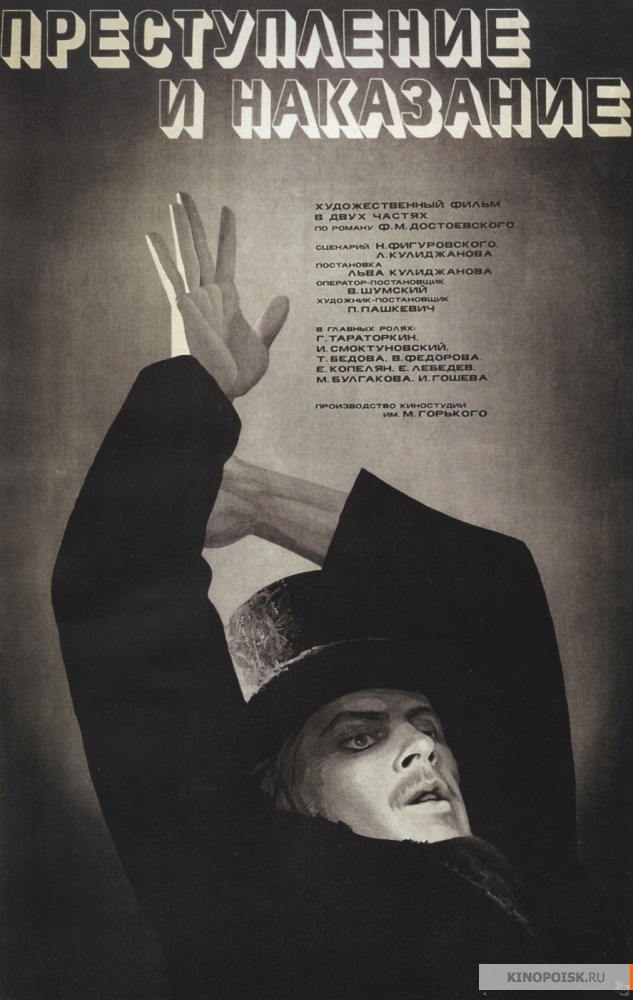 ПРЕСТУПЛЕНИЕ
И НАКАЗАНИЕ
ХУДОЖЕСТВЕННЫЙ ФИЛЬМ
В ДВУХ ЧАСТЯХ
ПО РОМАНУ Ф.М.ДОСТОЕВСКОГО
СЦЕНАРИЙ Н.ФИГУРОВСКОГО,
Л.КУЛИДЖАНОВА
ПОСТАНОВКА
ЛЬВА КУЛИДЖАНОВА
ОПЕРАТОР-ПОСТАНОВЩИК
В.ШУМСКИЙ
ХУДОЖНИК-ПОСТАНОВЩИК
П.ПАШКЕВИЧ
В ГЛАВНЫХ РОЛЯХ:
Г.ТАРАТОРКИН,
И.СМОКТУНОВСКИЙ,
Т.БЕДОВА, В.ФЕДОРОВА,
Е.КОПЕЛЯН, Е.ЛЕБЕДЕВ,
М.БУЛГАКОВА, И.ГОШЕВА
ПРОИЗВОДСТВО КИНОСТУДИИ
ИМ. М.ГОРЬКОГО
KINOPOISK.RU